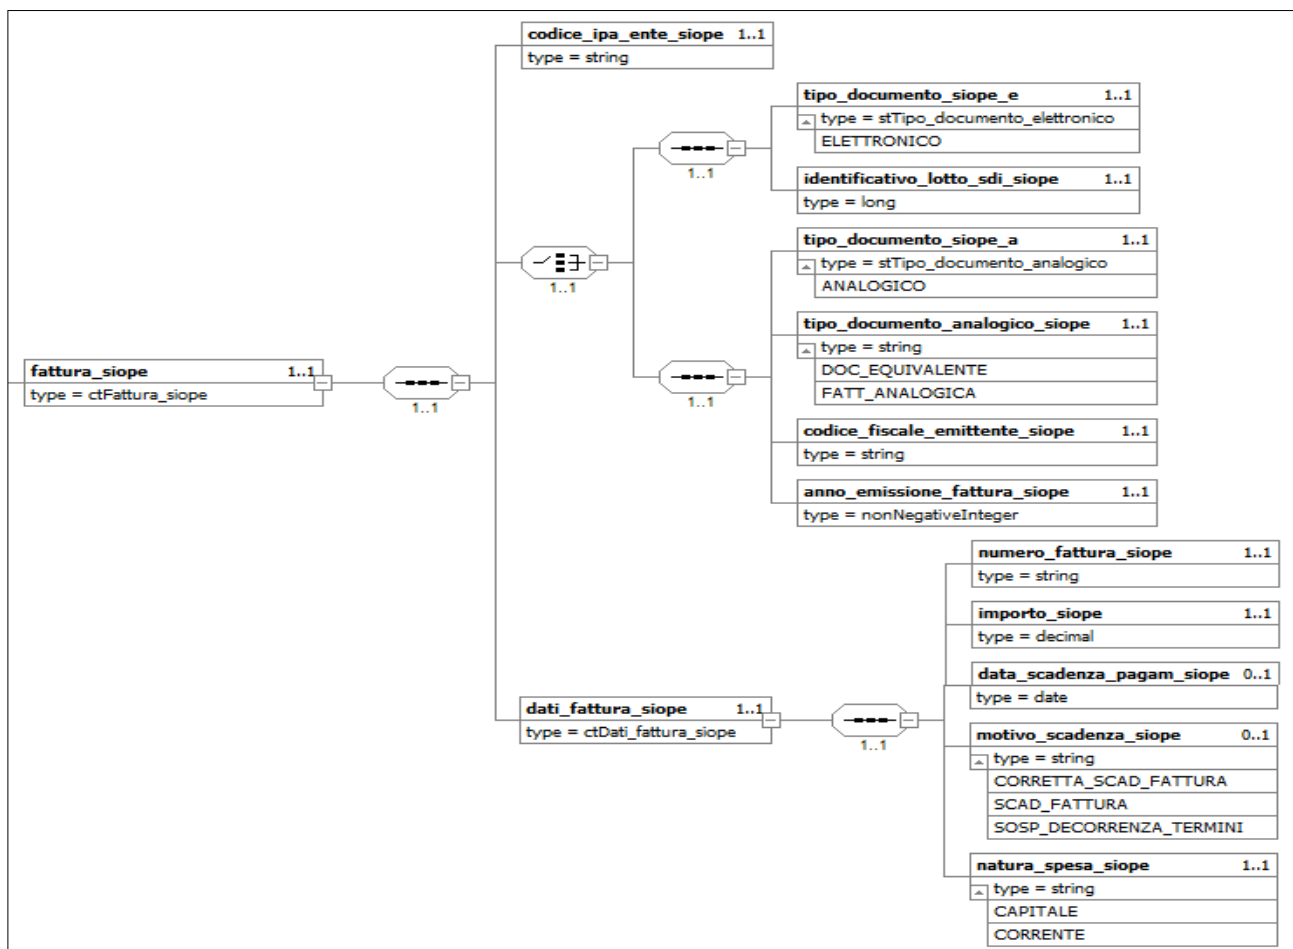 codice_ipa_ente_siope 1..1
type = string
tipo_documento_siope_e 1..1
type = stTipo_documento_elettronico
ELETTRONICO
1..1
identificativo_lotto_sdi_siope 1..1
type = long
tipo_documento_siope_a 1..1
type = stTipo_documento_analogico
ANALOGICO
1..1
tipo_documento_analogico_siope 1..1
type = string
DOC_EQUIVALENTE
FATT_ANALOGICA
1..1
fattura_siope 1..1
type = ctFattura_siope
1..1
codice_fiscale_emittente_siope 1..1
type = string
anno_emissione_fattura_siope 1..1
type = nonNegativeInteger
numero_fattura_siope 1..1
type = string
importo_siope 1..1
type = decimal
data_scadenza_pagam_siope 0..1
type = date
dati_fattura_siope 1..1
type = ctDati_fattura_siope
1..1
motivo_scadenza_siope 0..1
type = string
CORRETTA_SCAD_FATTURA
SCAD_FATTURA
SOSP_DECORRENZA_TERMINI
natura_spesa_siope 1..1
type = string
CAPITALE
CORRENTE